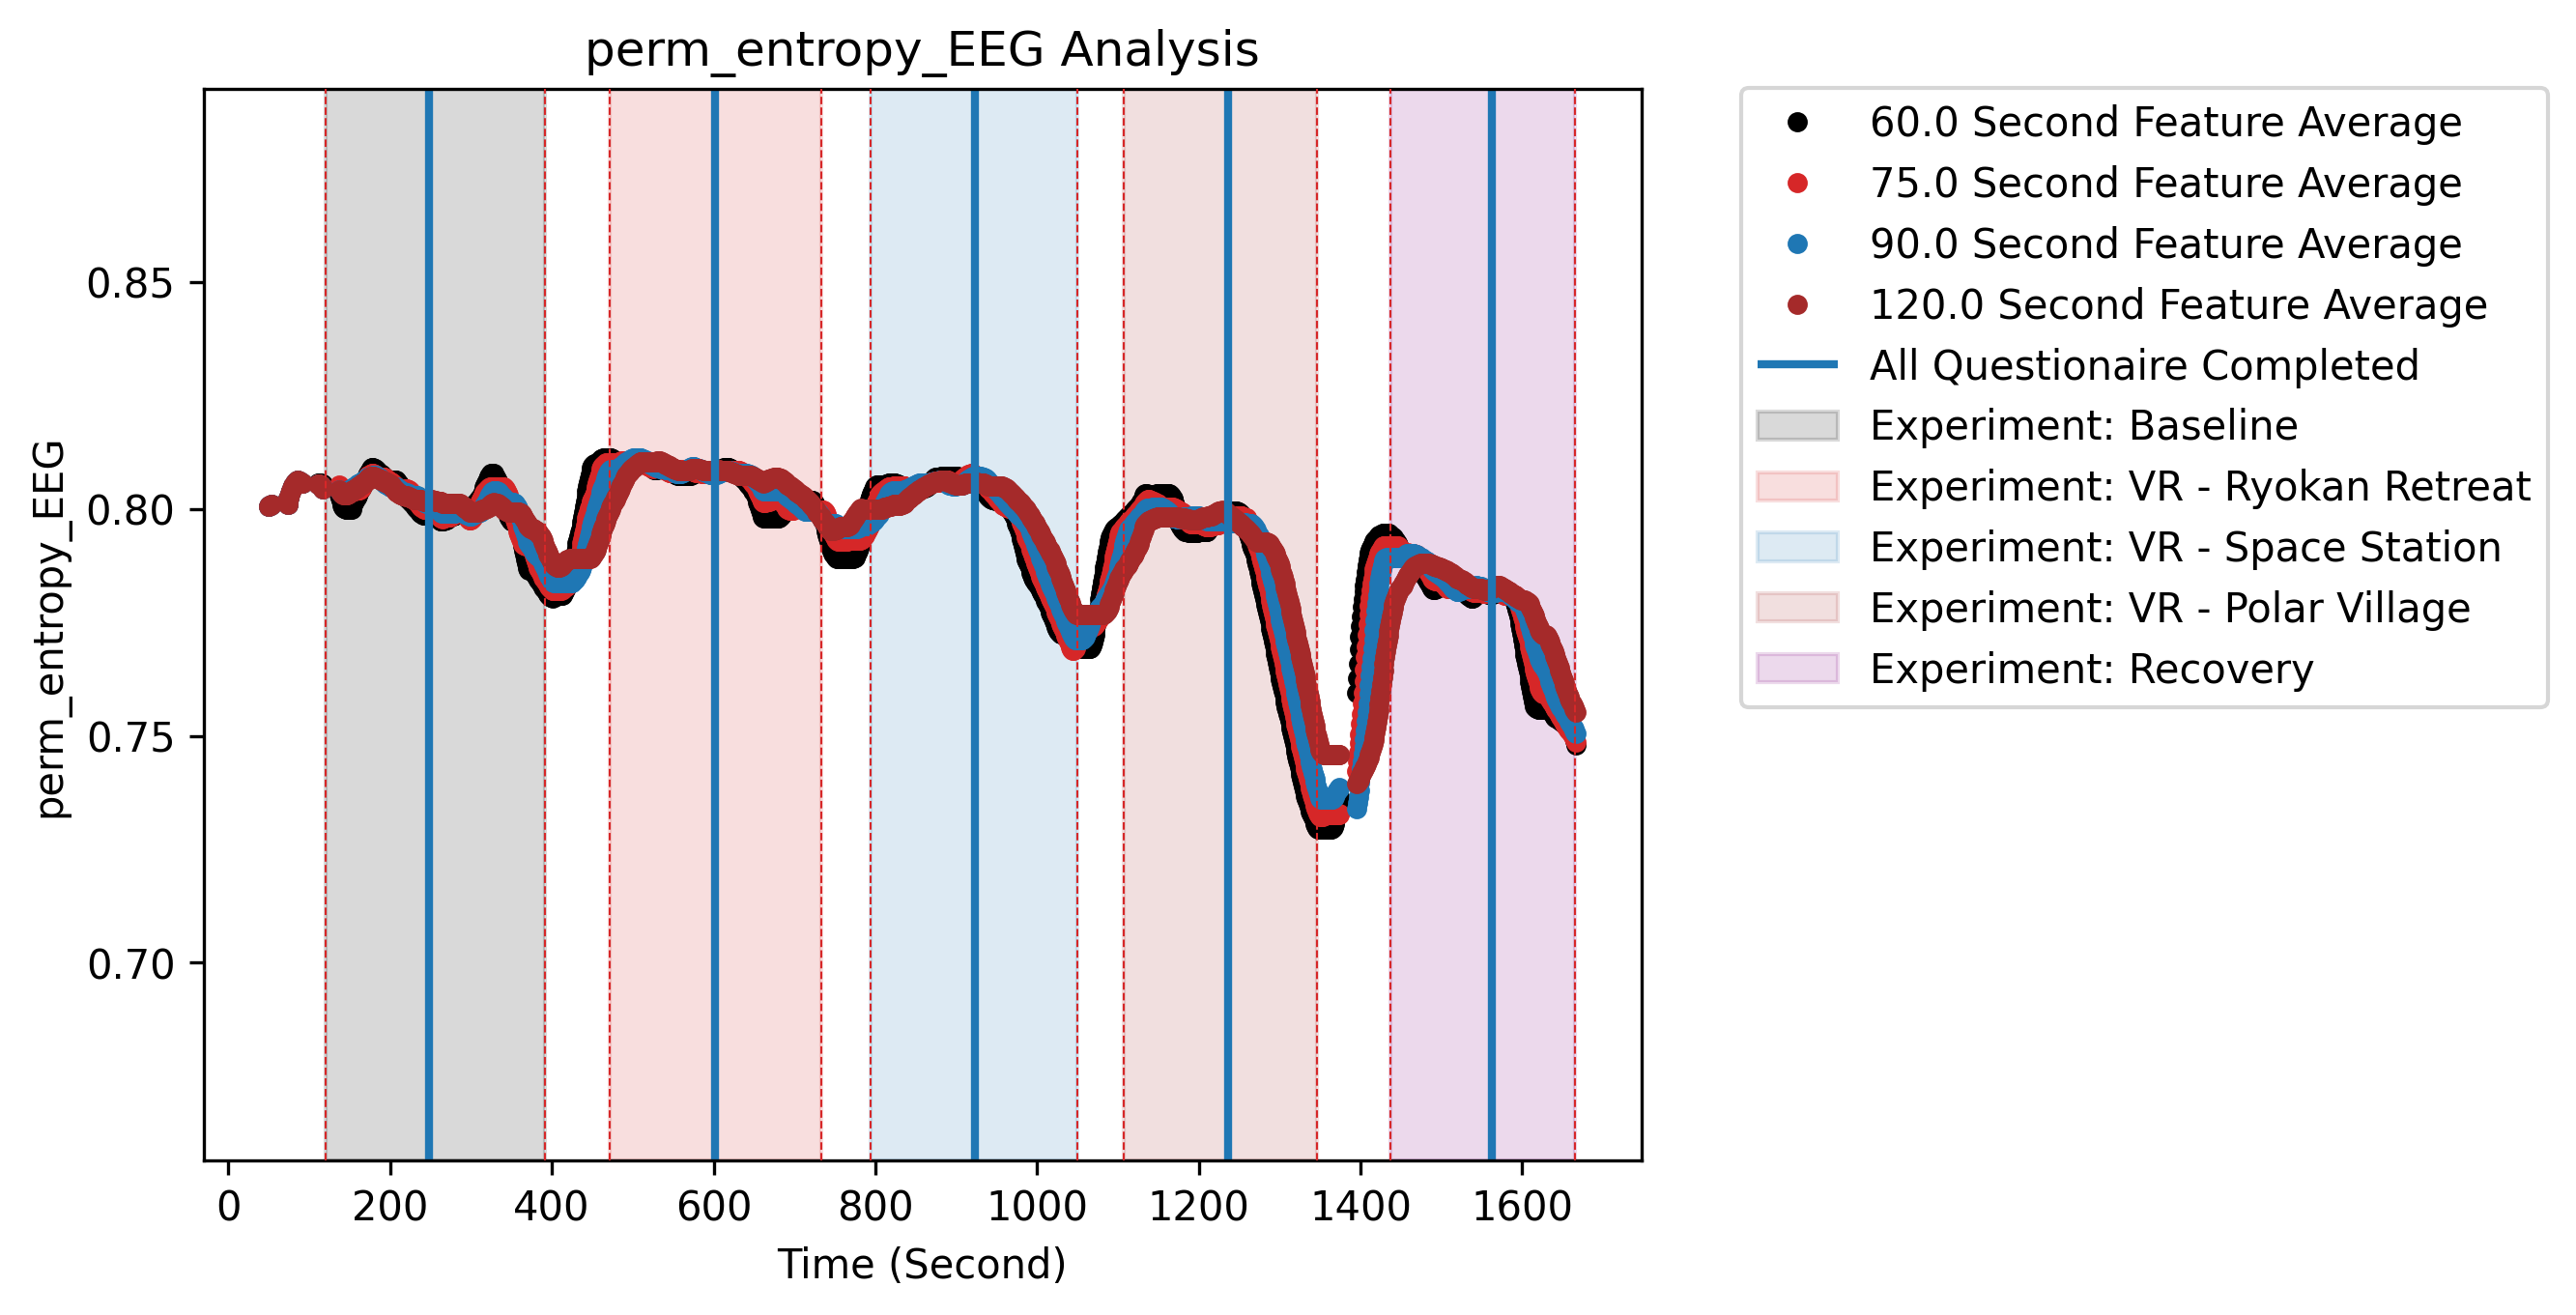 perm_entropy_EEG Analysis
perm_entropy_EEG
0.85
0.80
0.75
0.70
0 200 400 600 800 1000 1200 1400 1600
Time (Second)
60.0 Second Feature Average
75.0 Second Feature Average
90.0 Second Feature Average
120.0 Second Feature Average
All Questionaire Completed
Experiment: Baseline
Experiment: VR - Ryokan Retreat
Experiment: VR - Space Station
Experiment: VR - Polar Village
Experiment: Recovery